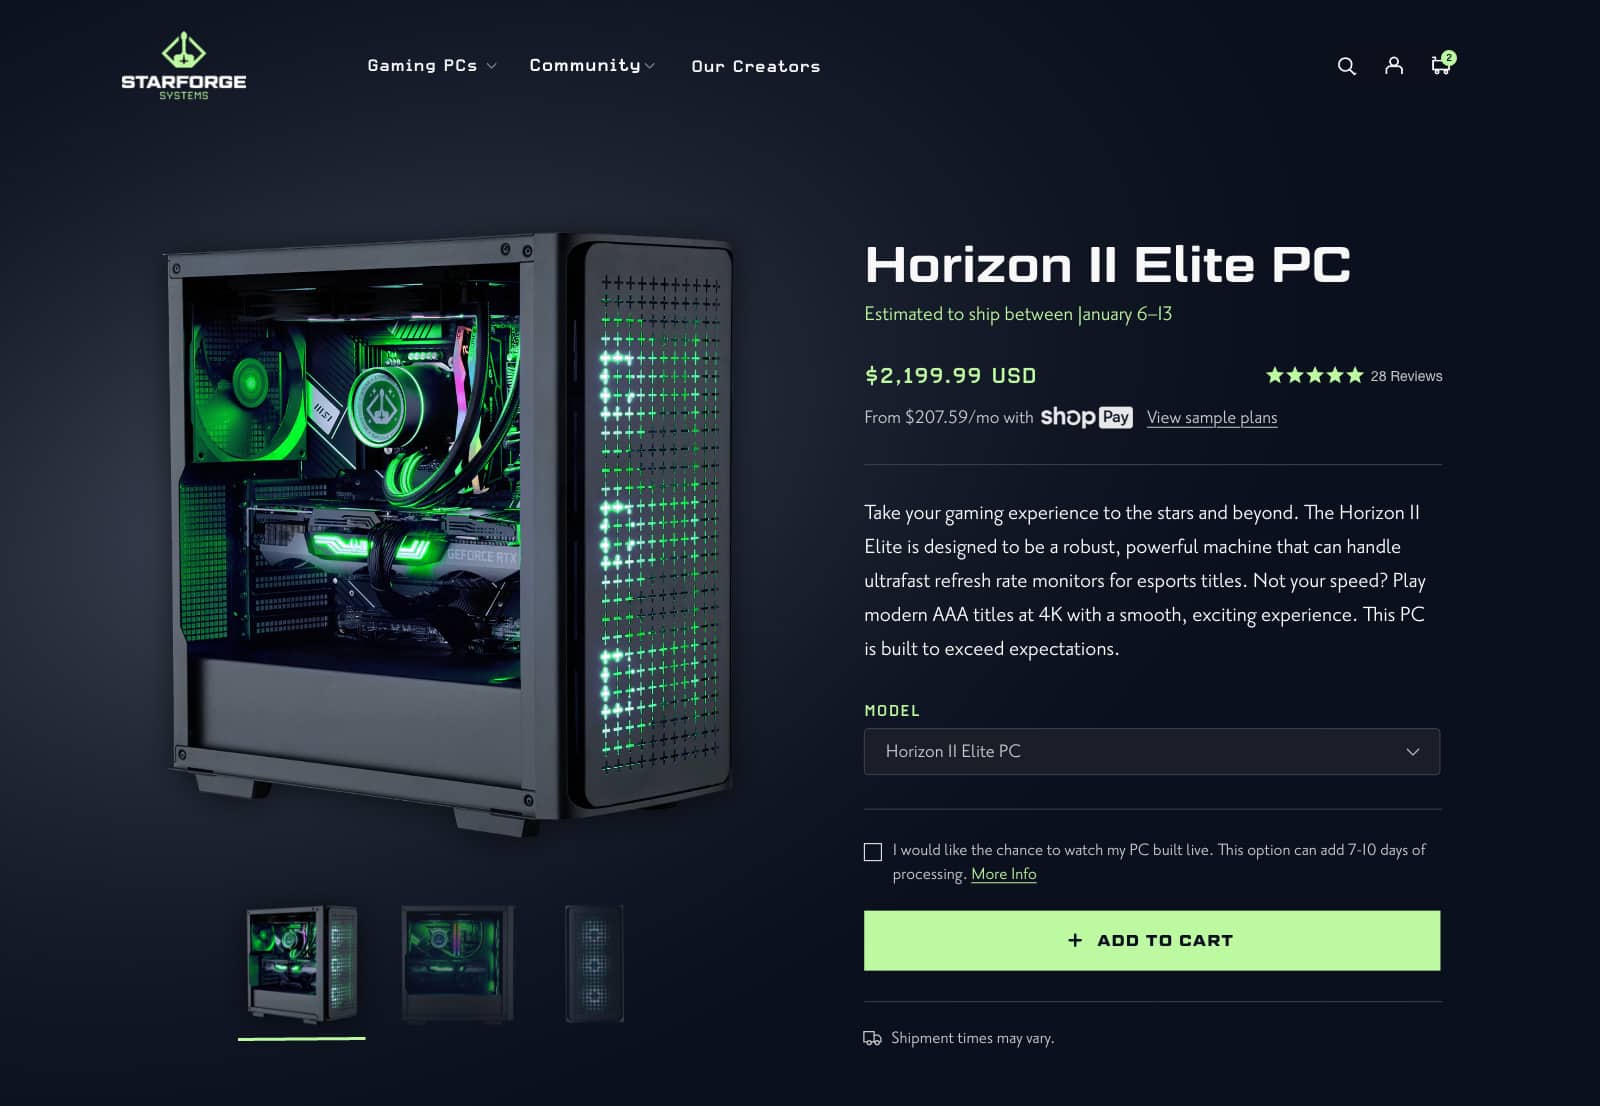 STARFORGE
SYSTEMS
Gaming PCs
Community
Our Creators
2
Horizon II Elite PC
Estimated to ship between January 6–13
$2,199.99 USD
28 Reviews
From $207.59/mo with shop Pay View sample plans
Take your gaming experience to the stars and beyond. The Horizon II
Elite is designed to be a robust, powerful machine that can handle
ultrafast refresh rate monitors for esports titles. Not your speed? Play
modern AAA titles at 4K with a smooth, exciting experience. This PC
is built to exceed expectations.
MODEL
Horizon II Elite PC
I would like the chance to watch my PC built live. This option can add 7-10 days of
processing. More Info
+ ADD TO CART
Shipment times may vary.
msi
GEFORCE RTX